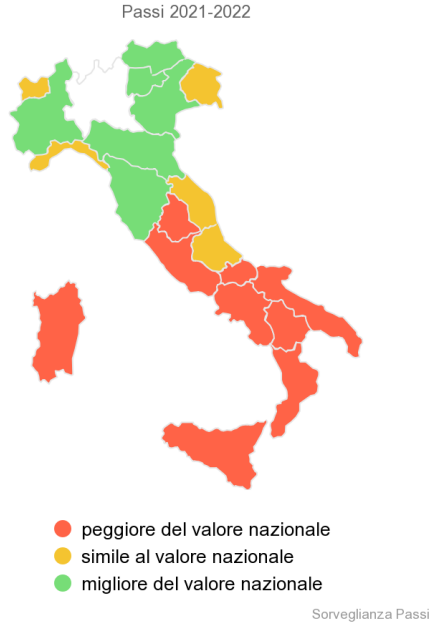 Passi 2021-2022
peggiore del valore nazionale
simile al valore nazionale
migliore del valore nazionale
Sorveglianza Passi